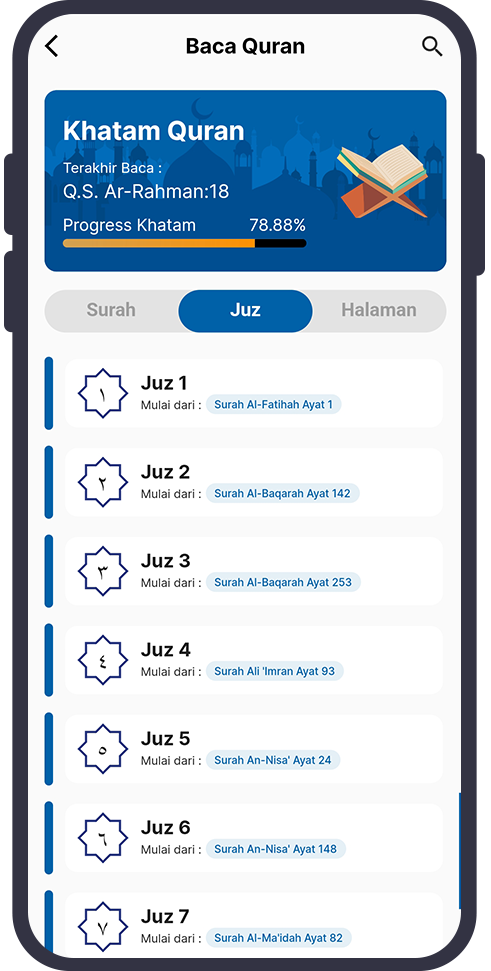 Baca Quran
Khatam Quran
Terakhir Baca :
Q.S. Ar-Rahman:18
Progress Khatam 78.88%
Surah Juz Halaman
١
Juz 1
Mulai dari : Surah Al-Fatihah Ayat 1
٢
Juz 2
Mulai dari : Surah Al-Baqarah Ayat 142
٣
Juz 3
Mulai dari : Surah Al-Baqarah Ayat 253
٤
Juz 4
Mulai dari : Surah Ali 'Imran Ayat 93
٥
Juz 5
Mulai dari : Surah An-Nisa' Ayat 24
٦
Juz 6
Mulai dari : Surah An-Nisa' Ayat 148
٧
Juz 7
Mulai dari : Surah Al-Ma'idah Ayat 82